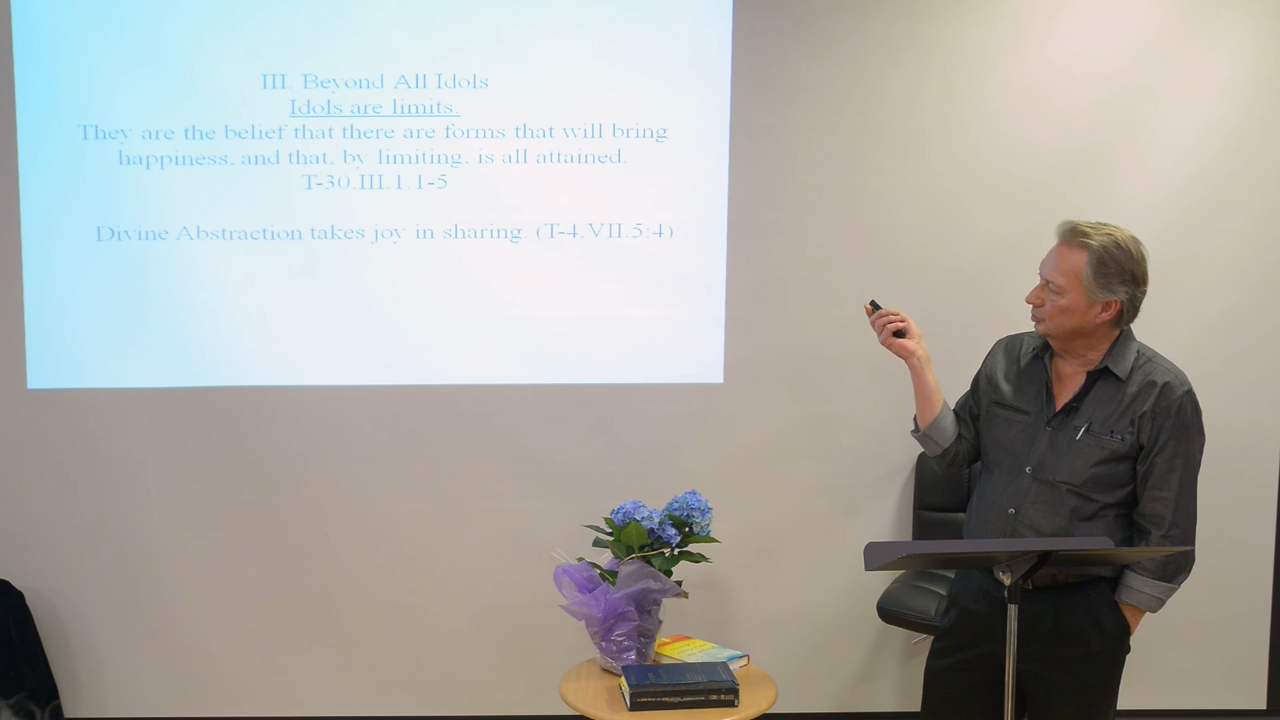 III. Beyond All Idols
Idols are limits.
They are the belief that there are forms that will bring
happiness, and that, by limiting, is all attained.
T-30.III.1.1-5
Divine Abstraction takes joy in sharing. (T-4.VII.5:4)